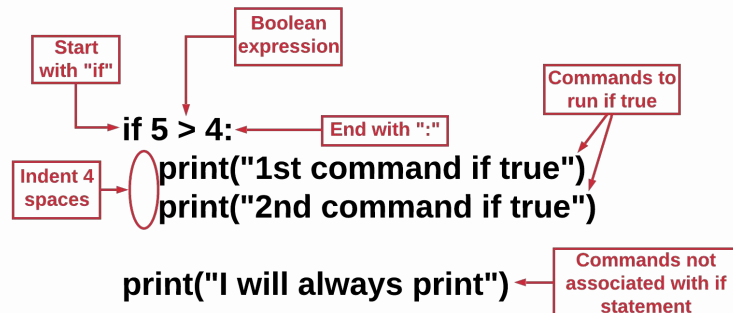 Boolean
expression
Start
with "if"
Commands to
run if true
if 5 > 4:
End with ":"
Indent 4
spaces
print("1st command if true")
print("2nd command if true")
print("I will always print")
Commands not
associated with if
statement